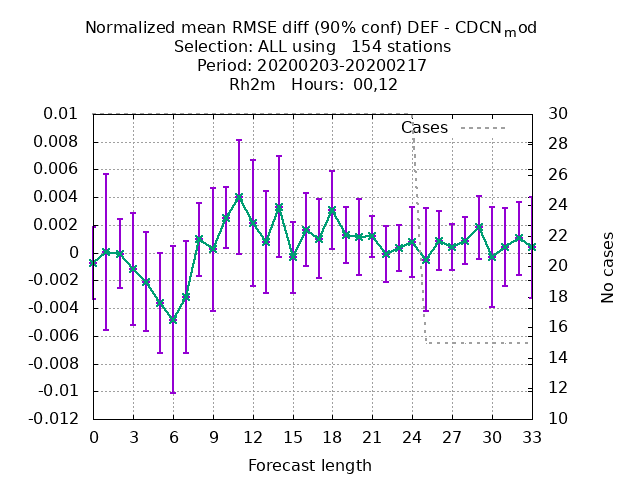 Normalized mean RMSE diff (90% conf) DEF - CDCN_mod
Selection: ALL using   154 stations
Period: 20200203-20200217
Rh2m   Hours: 00,12
0.01
0.008
0.006
0.004
0.002
0
-0.002
-0.004
-0.006
-0.008
-0.01
-0.012
Cases
30
28
26
24
22
20
18
16
14
12
10
No cases
0 3 6 9 12 15 18 21 24 27 30 33
Forecast length